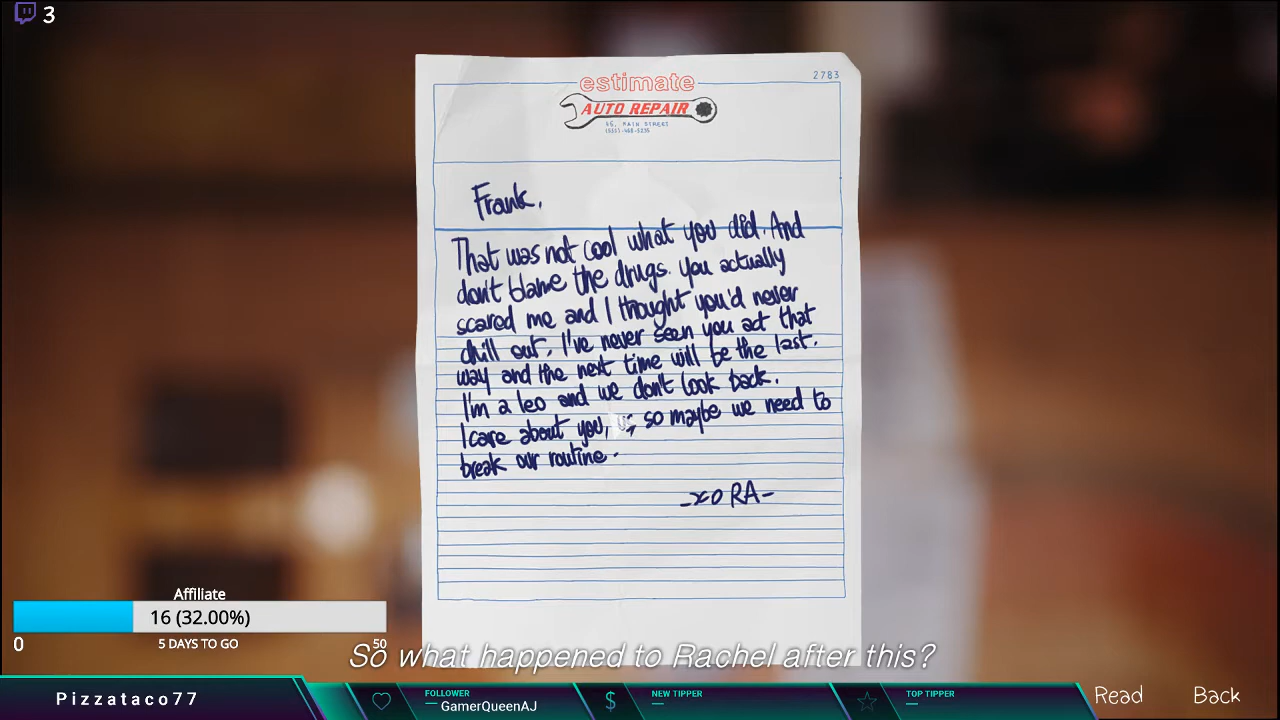 3
estimate
2783
AUTO REPAIR
Frank,
That was not cool what you did. And
don't blame the drugs. You actually
scared me and I thought you'd never
chill out. I've never seen you act that
way and the next time will be the last.
I'm a leo and we don't look back.
I care about you, so maybe we need to
break our routine.
-xo RA-
Affiliate
16 (32.00%)
0
5 DAYS TO GO
50
So what happened to Rachel after this?
Pizzataco77
FOLLOWER
GamerQueenAJ
NEW TIPPER
TOP TIPPER
Read
Back